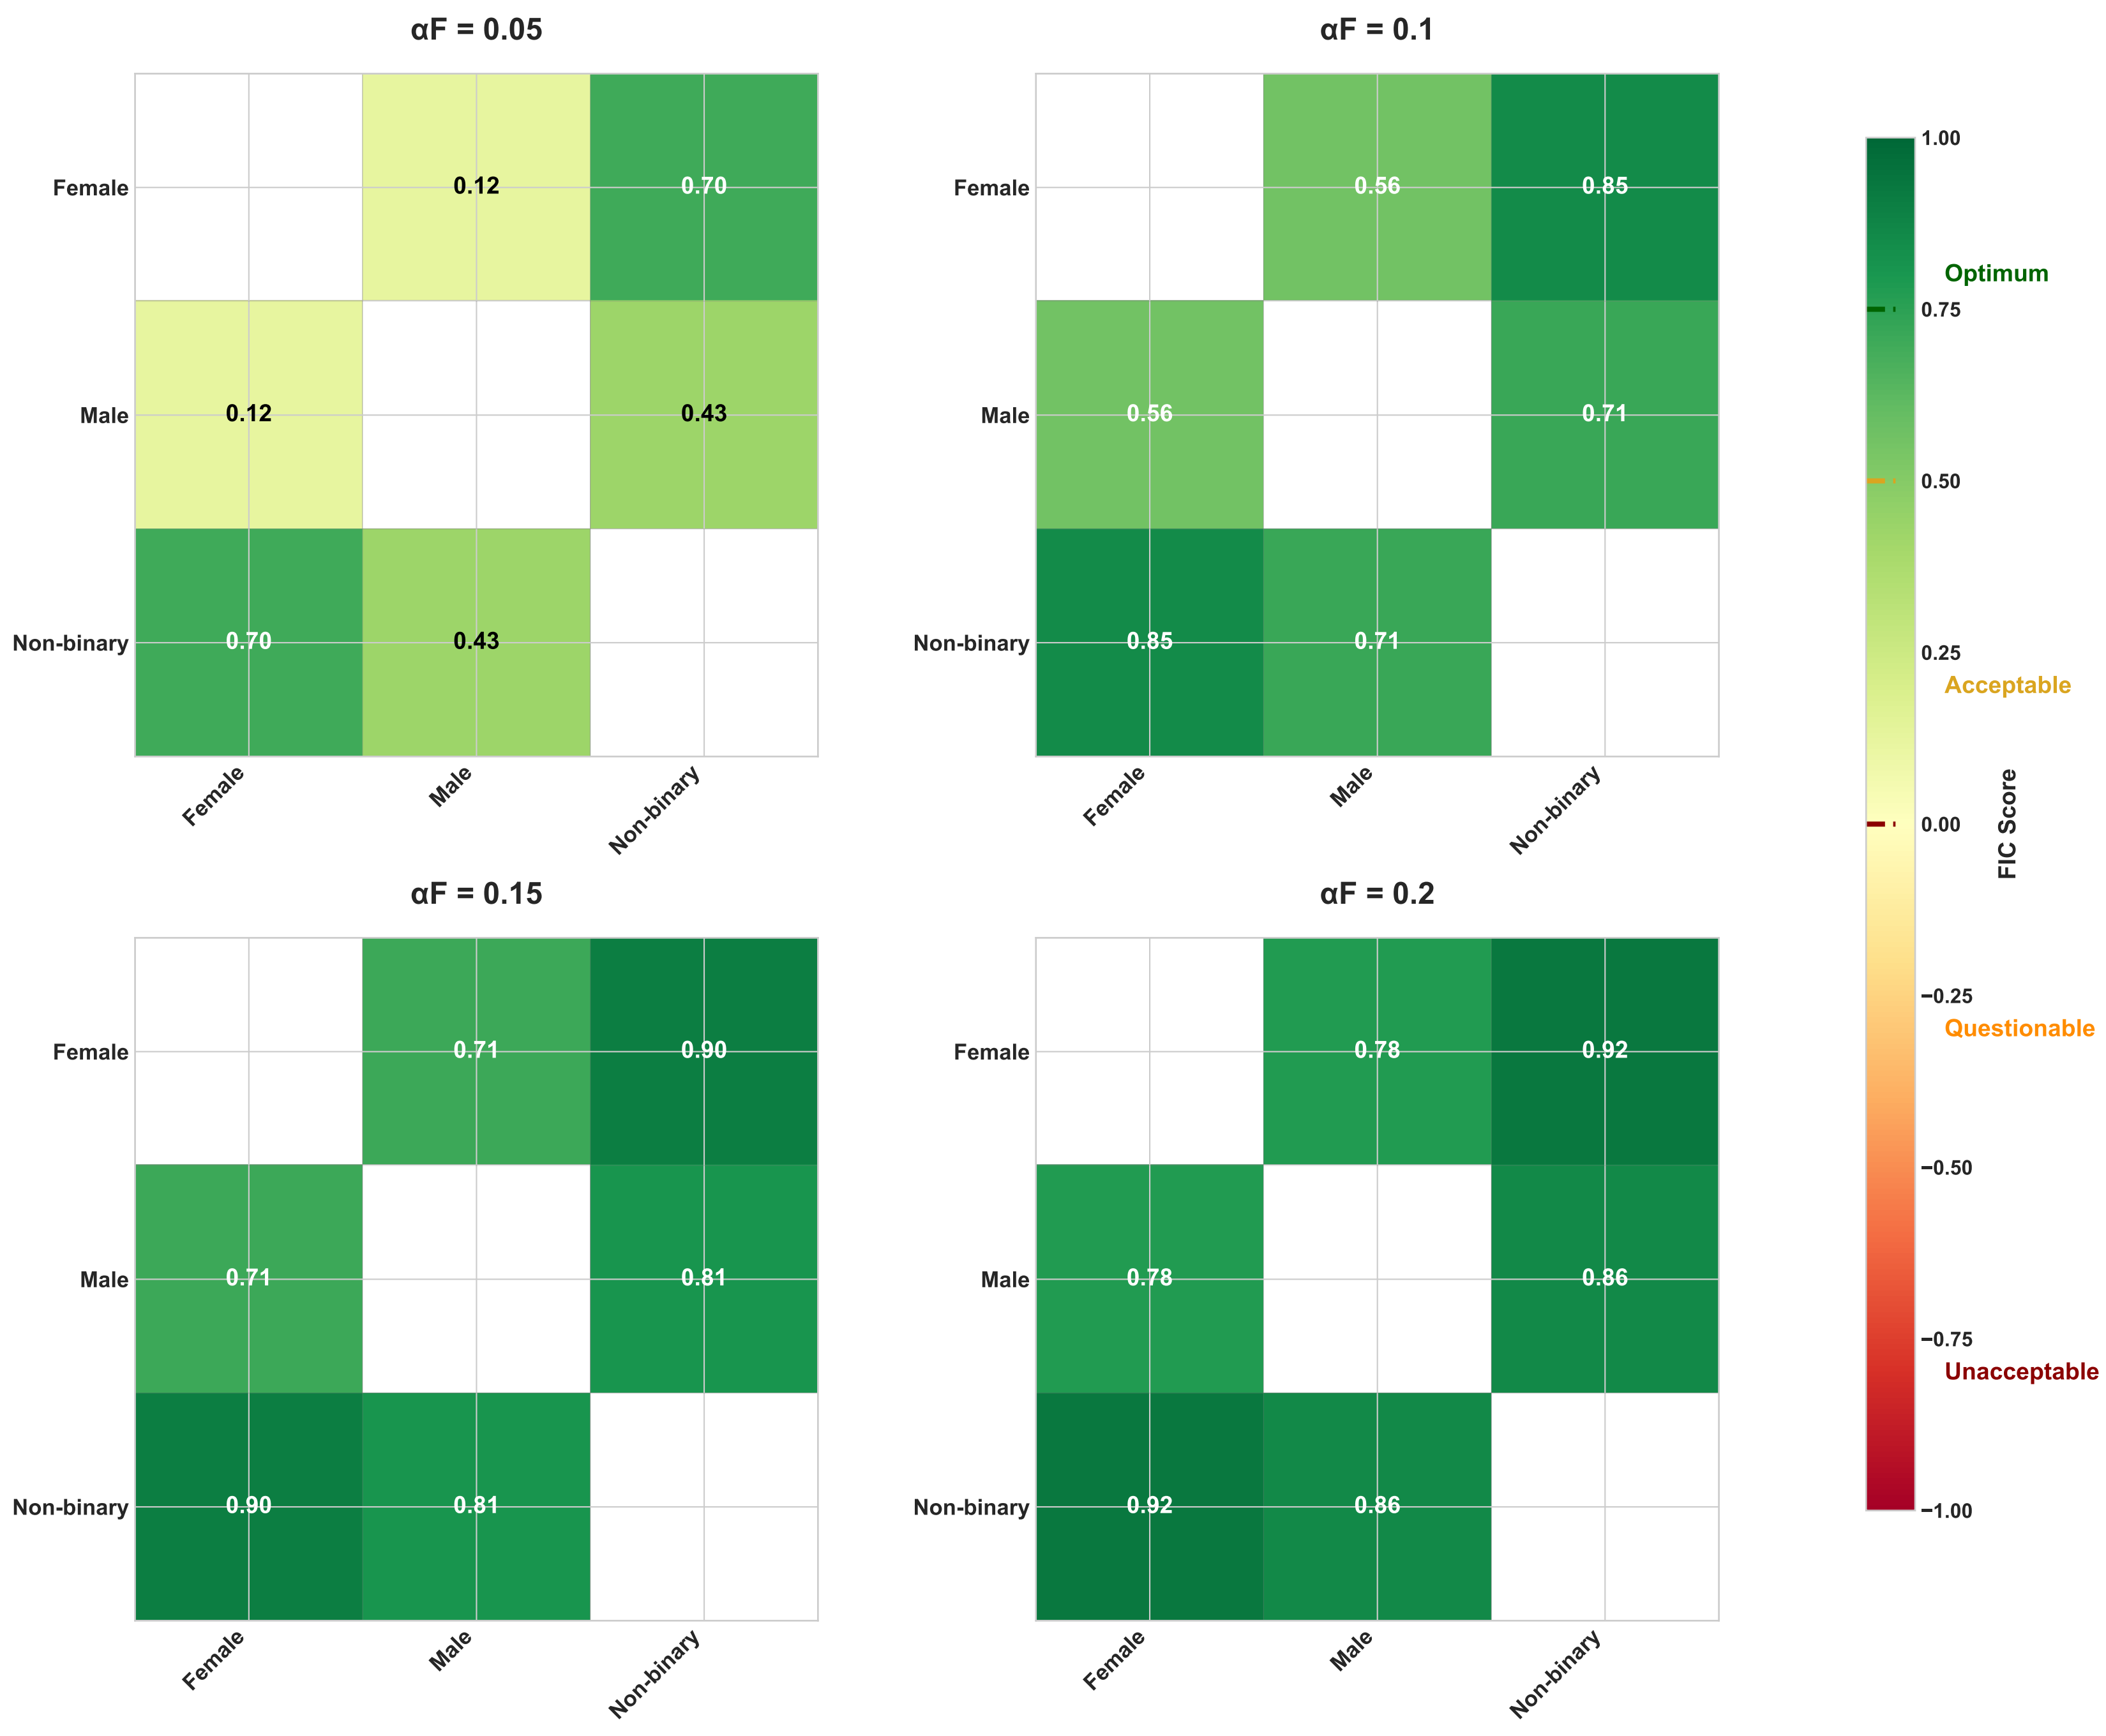 αF = 0.05
Female
Male
Non-binary
0.12 0.70
0.12 0.43
0.70 0.43
Female Male Non-binary
αF = 0.1
Female
Male
Non-binary
0.56 0.85
0.56 0.71
0.85 0.71
Female Male Non-binary
αF = 0.15
Female
Male
Non-binary
0.71 0.90
0.71 0.81
0.90 0.81
Female Male Non-binary
αF = 0.2
Female
Male
Non-binary
0.78 0.92
0.78 0.86
0.92 0.86
Female Male Non-binary
1.00
Optimum
0.75
0.50
0.25
Acceptable
0.00
FIC Score
−0.25
Questionable
−0.50
−0.75
Unacceptable
−1.00